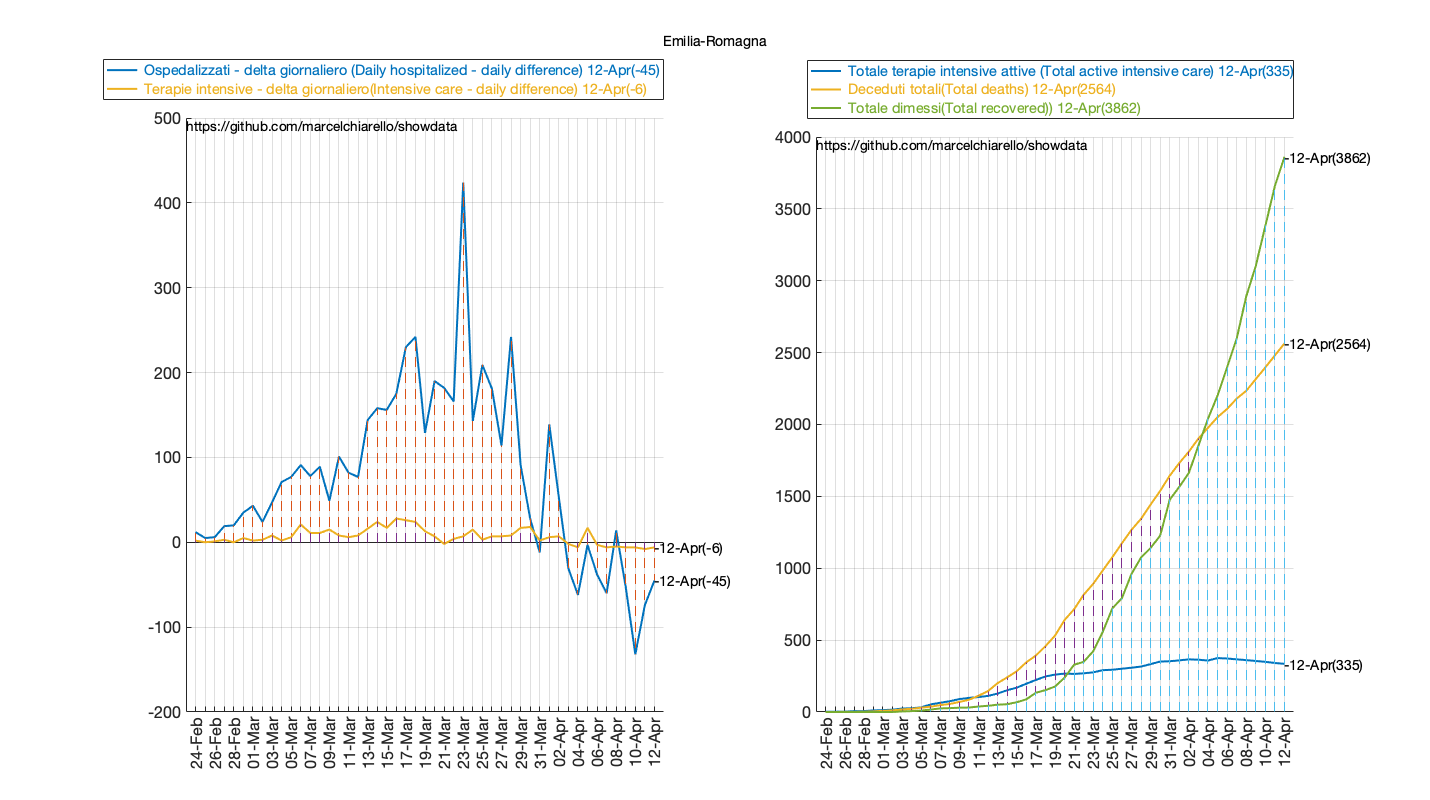 Emilia-Romagna
Ospedalizzati - delta giornaliero (Daily hospitalized - daily difference) 12-Apr(-45)
Terapie intensive - delta giornaliero(Intensive care - daily difference) 12-Apr(-6)
https://github.com/marcelchiarello/showdata
500
400
300
200
100
0
-100
-200
12-Apr(-6)
12-Apr(-45)
24-Feb
26-Feb
28-Feb
01-Mar
03-Mar
05-Mar
07-Mar
09-Mar
11-Mar
13-Mar
15-Mar
17-Mar
19-Mar
21-Mar
23-Mar
25-Mar
27-Mar
29-Mar
31-Mar
02-Apr
04-Apr
06-Apr
08-Apr
10-Apr
12-Apr
Totale terapie intensive attive (Total active intensive care) 12-Apr(335)
Deceduti totali(Total deaths) 12-Apr(2564)
Totale dimessi(Total recovered)) 12-Apr(3862)
https://github.com/marcelchiarello/showdata
4000
3500
3000
2500
2000
1500
1000
500
0
12-Apr(3862)
12-Apr(2564)
12-Apr(335)
24-Feb
26-Feb
28-Feb
01-Mar
03-Mar
05-Mar
07-Mar
09-Mar
11-Mar
13-Mar
15-Mar
17-Mar
19-Mar
21-Mar
23-Mar
25-Mar
27-Mar
29-Mar
31-Mar
02-Apr
04-Apr
06-Apr
08-Apr
10-Apr
12-Apr